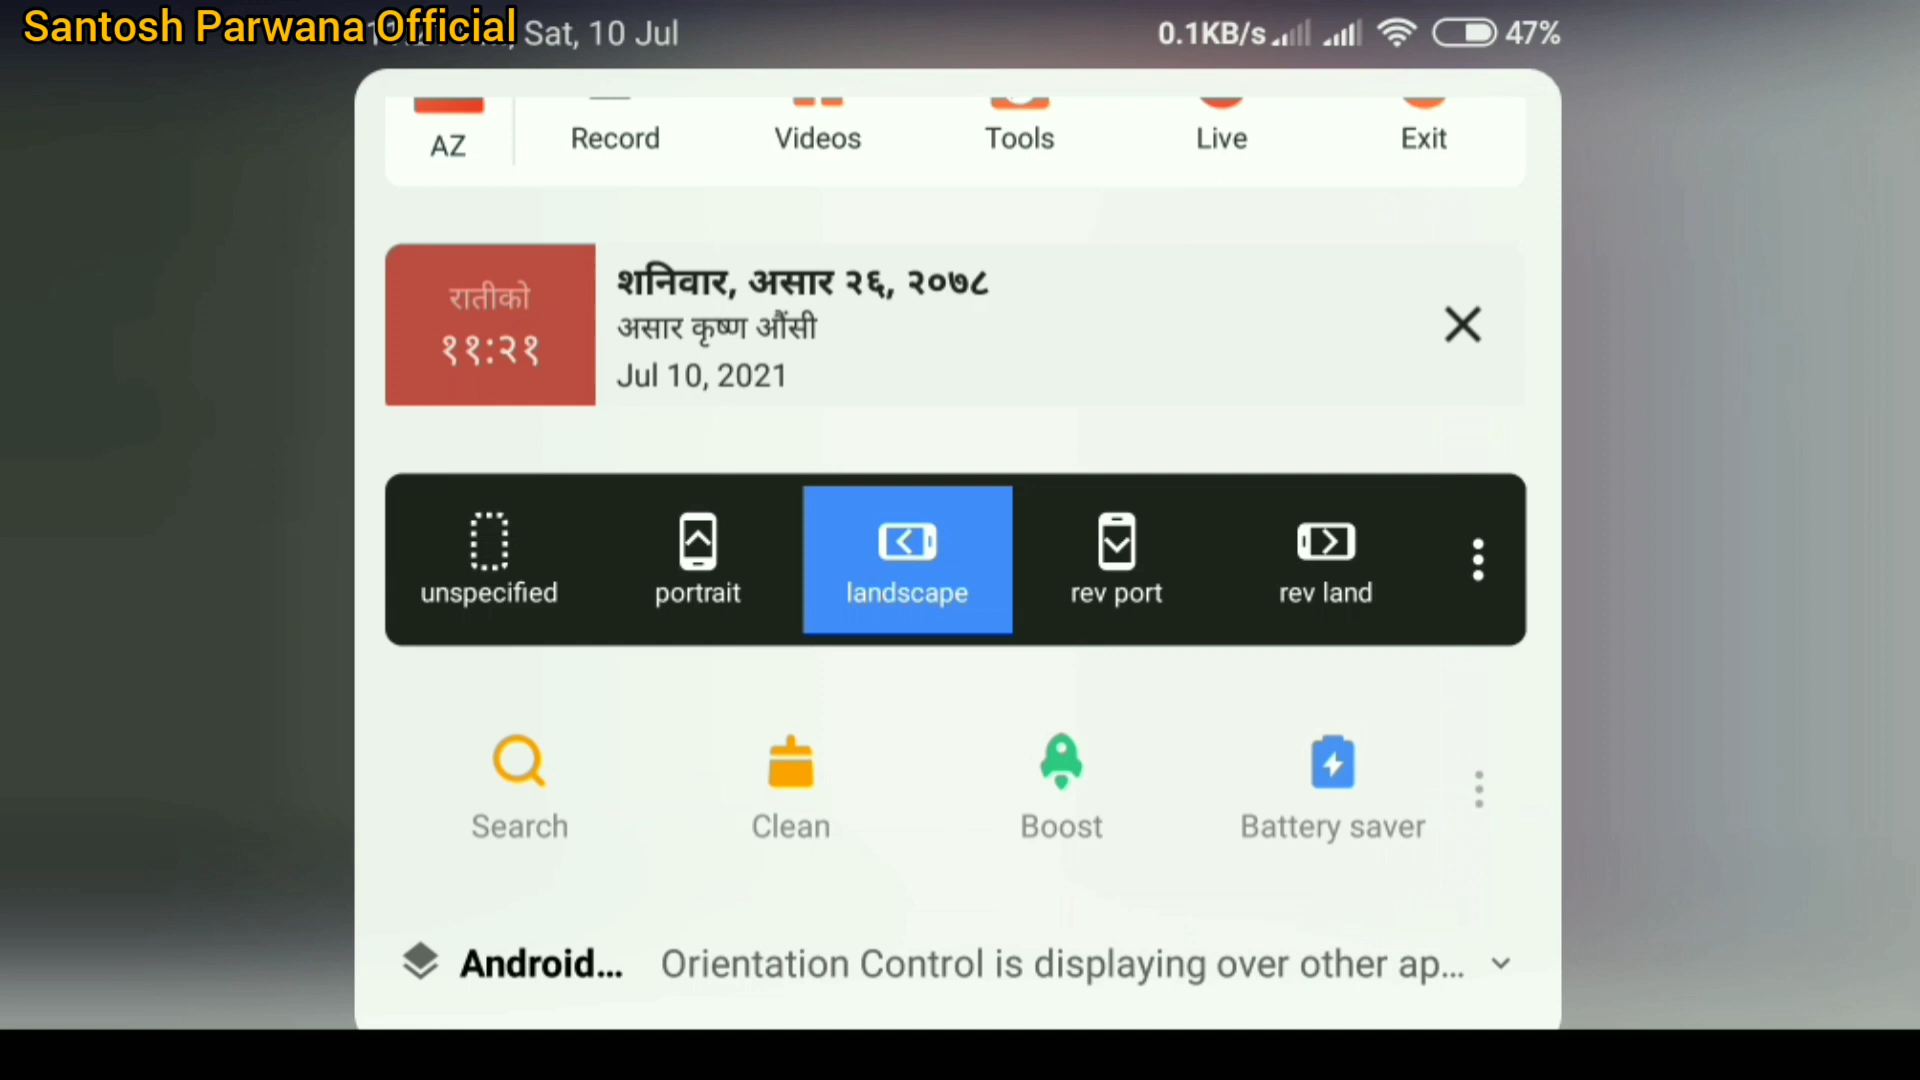 Santosh Parwana Official
Sat, 10 Jul
0.1KB/s
47%
AZ
Record
Videos
Tools
Live
Exit
रातीको
११:२१
शनिवार, असार २६, २०७८
असार कृष्ण औंसी
Jul 10, 2021
unspecified
portrait
landscape
rev port
rev land
Search
Clean
Boost
Battery saver
Android...
Orientation Control is displaying over other ap...